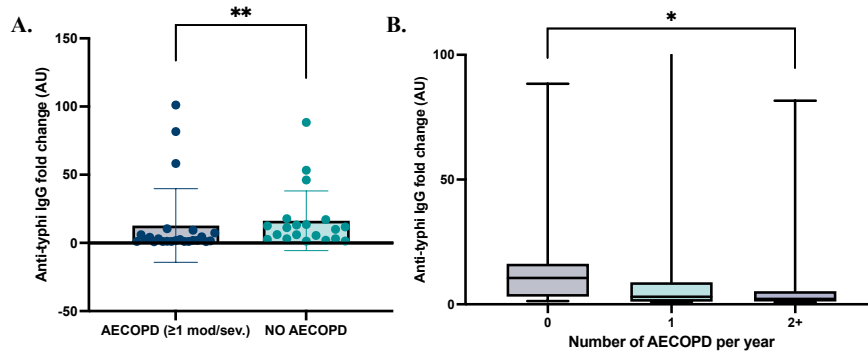 A.
**
Anti-typhi IgG fold change (AU)
150
100
50
0
-50
AECOPD (≥1 mod/sev.)
NO AECOPD
B.
*
Anti-typhi IgG fold change (AU)
100
50
0
0
1
2+
Number of AECOPD per year